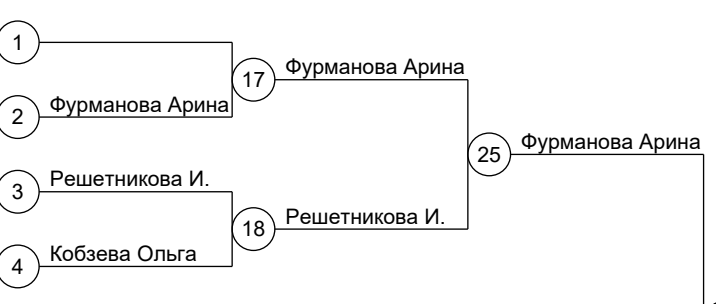 1
Фурманова Арина
17
2
Фурманова Арина
Фурманова Арина
25
3
Решетникова И.
Решетникова И.
18
4
Кобзева Ольга